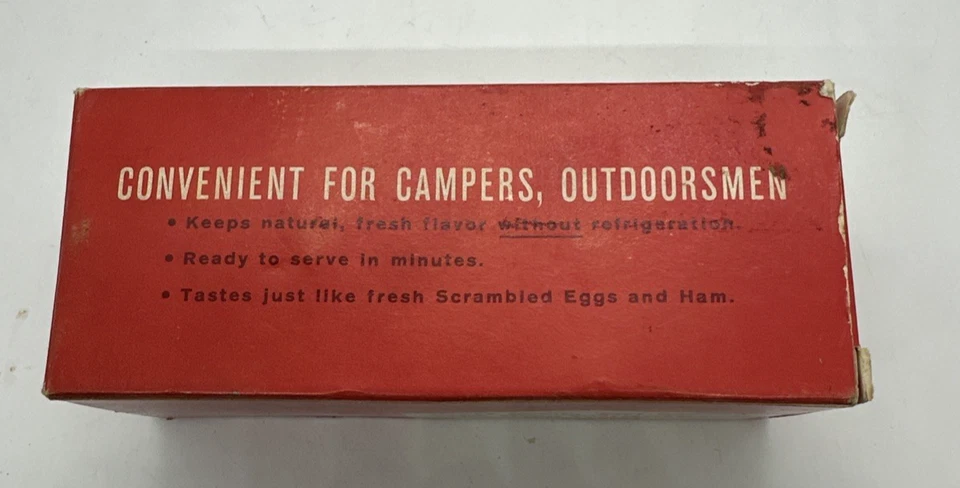 CONVENIENT FOR CAMPERS, OUTDOORSMEN
• Keeps natural, fresh flavor without refrigeration.
• Ready to serve in minutes.
• Tastes just like fresh Scrambled Eggs and Ham.